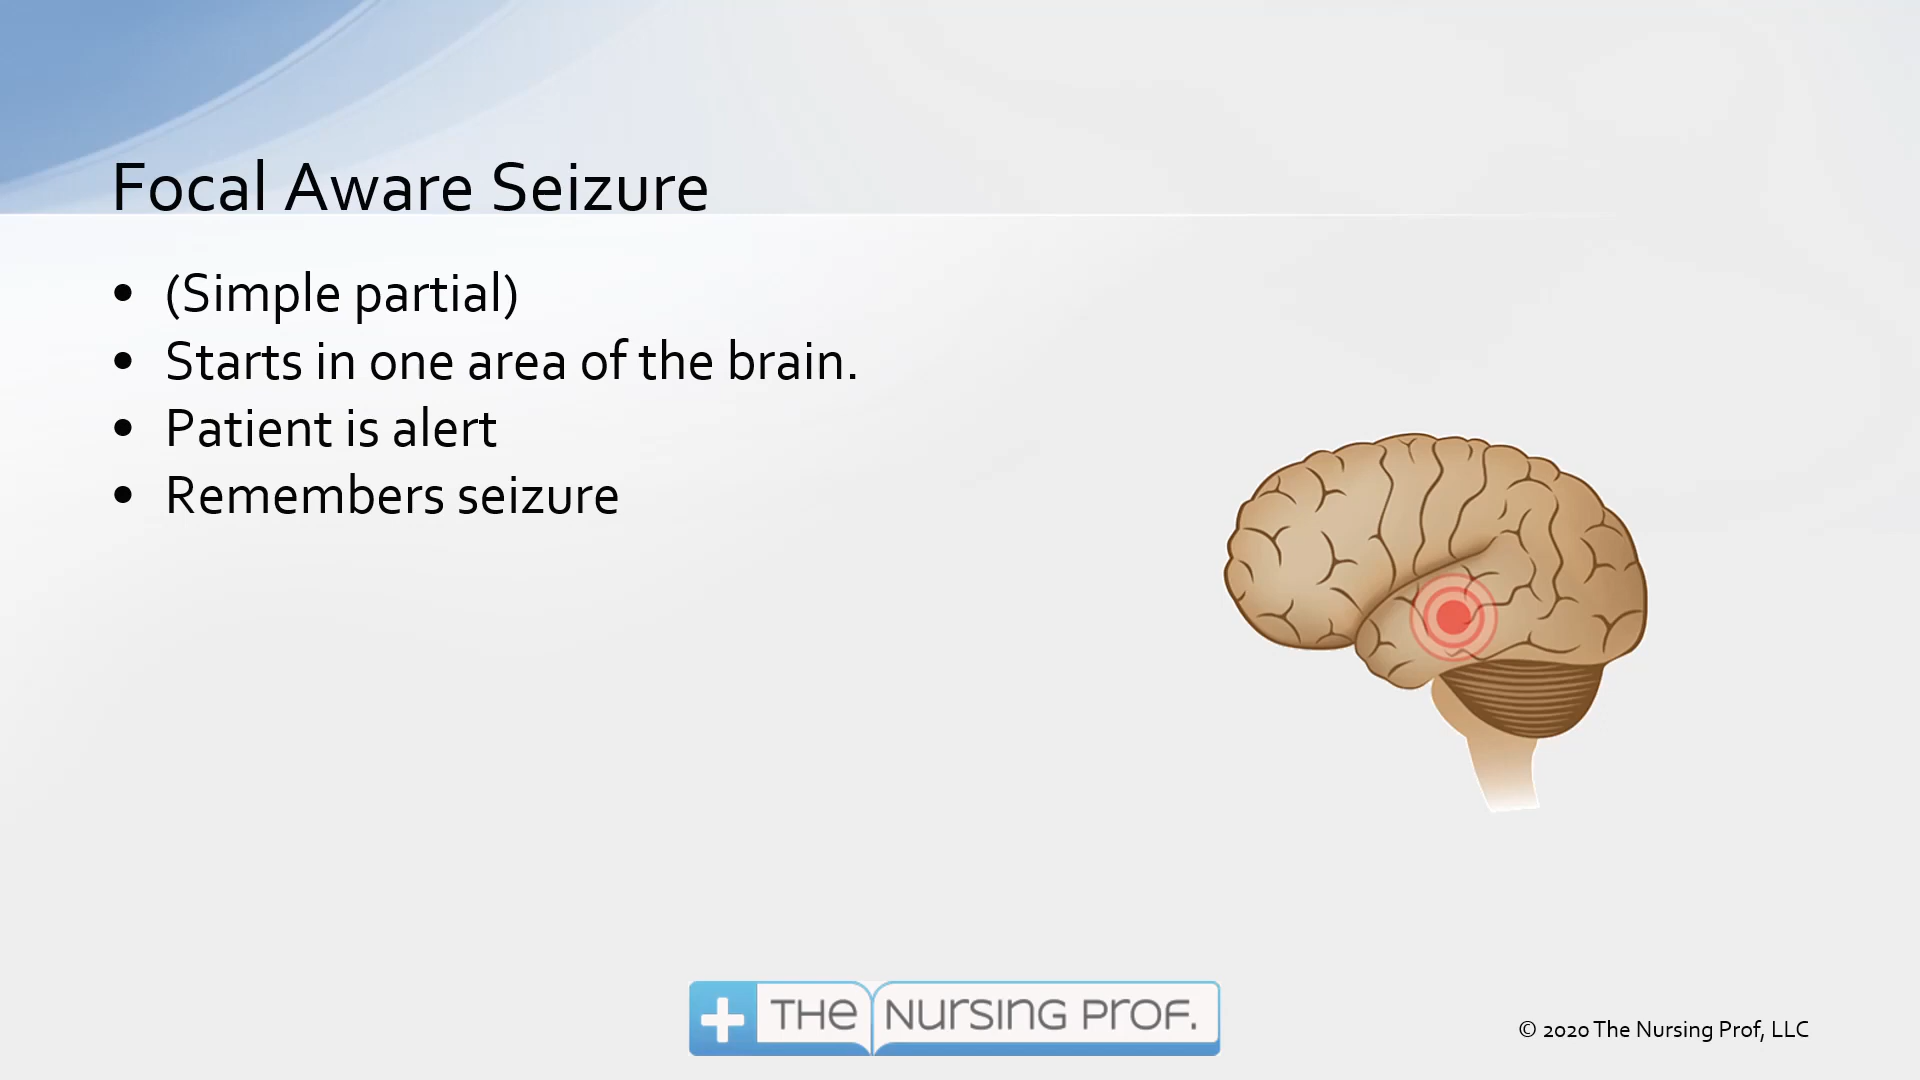 Focal Aware Seizure
• (Simple partial)
• Starts in one area of the brain.
• Patient is alert
• Remembers seizure
THE NURSING PROF.
© 2020 The Nursing Prof, LLC